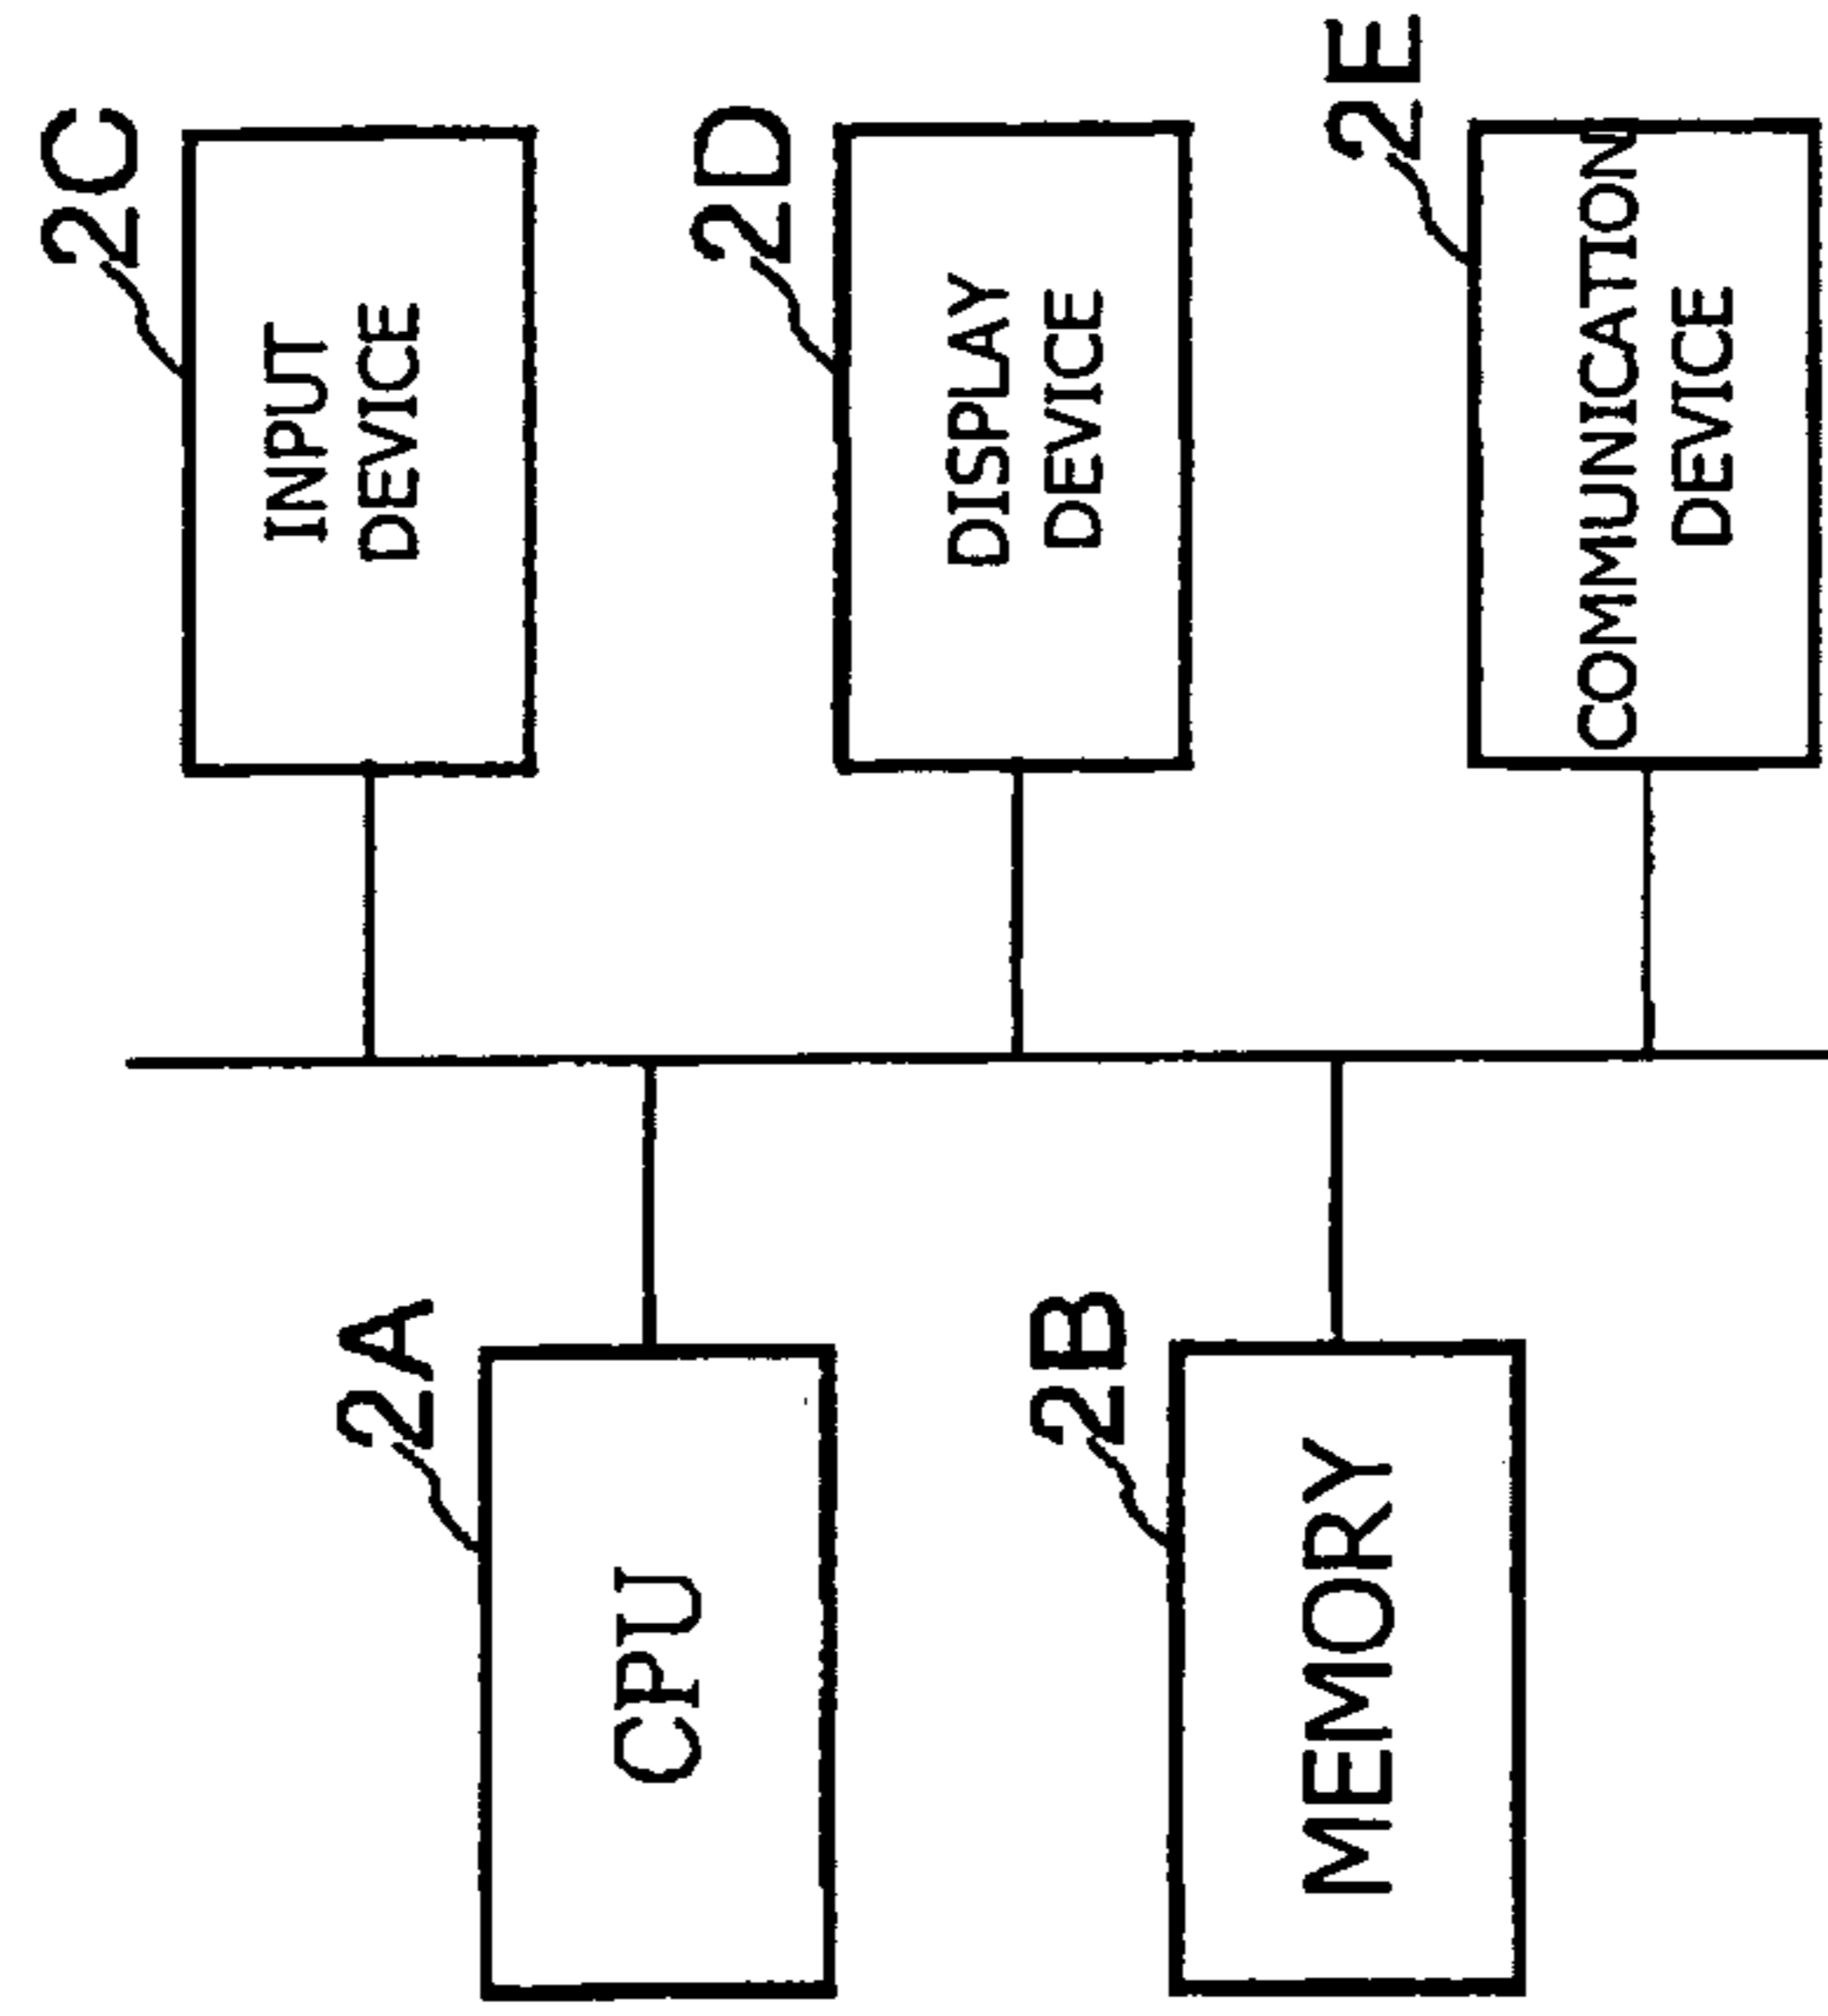 2A
CPU
2B
MEMORY
2C
INPUT
DEVICE
2D
DISPLAY
DEVICE
2E
COMMUNICATION
DEVICE